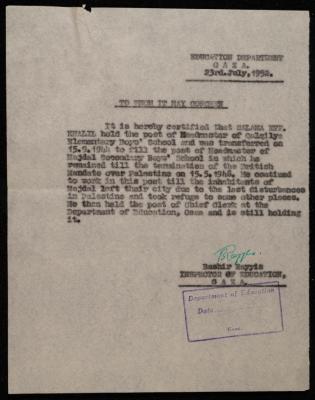 EDUCATION DEPARTMENT
G A Z A.
23rd.July, 1952.
TO WHOM IT MAY CONCERN
It is hereby certified that SALAMA EFF.
KHALIL held the post of Headmaster of Calqilya
Elementary Boys' School and was transferred on
15.9.1944 to fill the post of Headmaster of
Majdal Secondary Boys' School in which he
remained till the termination of the British
Mandate over Palestine on 15.5.1948. He continued
to work in this post till the inhabitants of
Majdal left their city due to the last disturbances
in Palestine and took refuge to some other places.
He then held the post of Chief Clerk at the
Department of Education, Gaza and is still holding
it.
B Rayyis.
Bashir Rayyis
INSPECTOR OF EDUCATION,
G A Z A.
Department of Education
Date
Gaza.